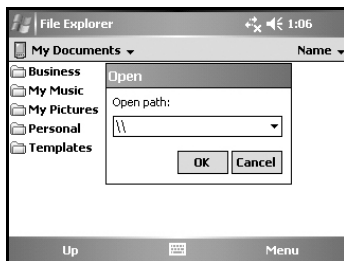 File Explorer 1:06
My Documents Name
Business
My Music
My Pictures
Personal
Templates
Open
Open path:
\\
OK Cancel
Up Menu